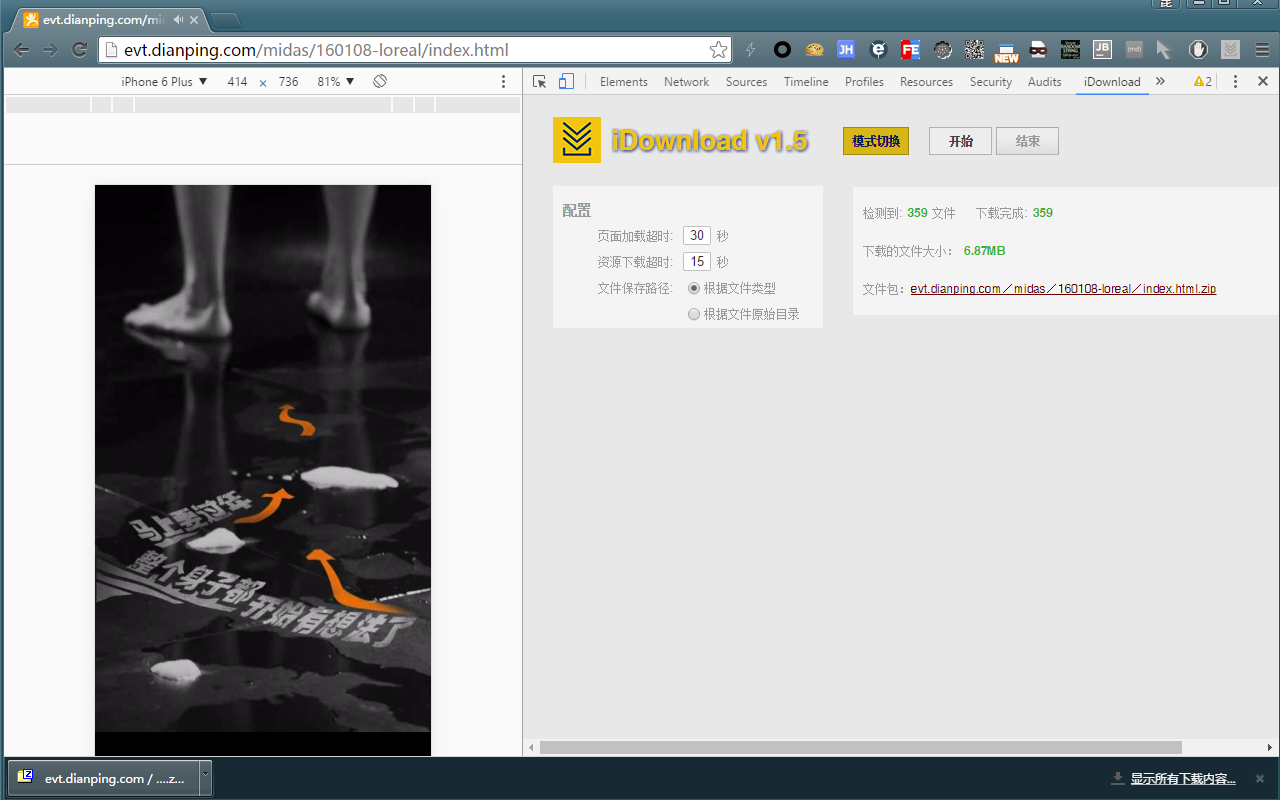 evt.dianping.com/mi
evt.dianping.com/midas/160108-loreal/index.html
JH
FE
NEW
JB
iPhone 6 Plus ▼ 414 × 736 81% ▼
Elements Network Sources Timeline Profiles Resources Security Audits iDownload » 2
iDownload v1.5
模式切换 开始 结束
配置
页面加载超时: 30 秒
资源下载超时: 15 秒
文件保存路径: 根据文件类型
根据文件原始目录
检测到: 359 文件 下载完成: 359
下载的文件大小: 6.87MB
文件包: evt.dianping.com／midas／160108-loreal／index.html.zip
马上要过年
整个身子都
开始有想法了
evt.dianping.com / ....z...
显示所有下载内容...